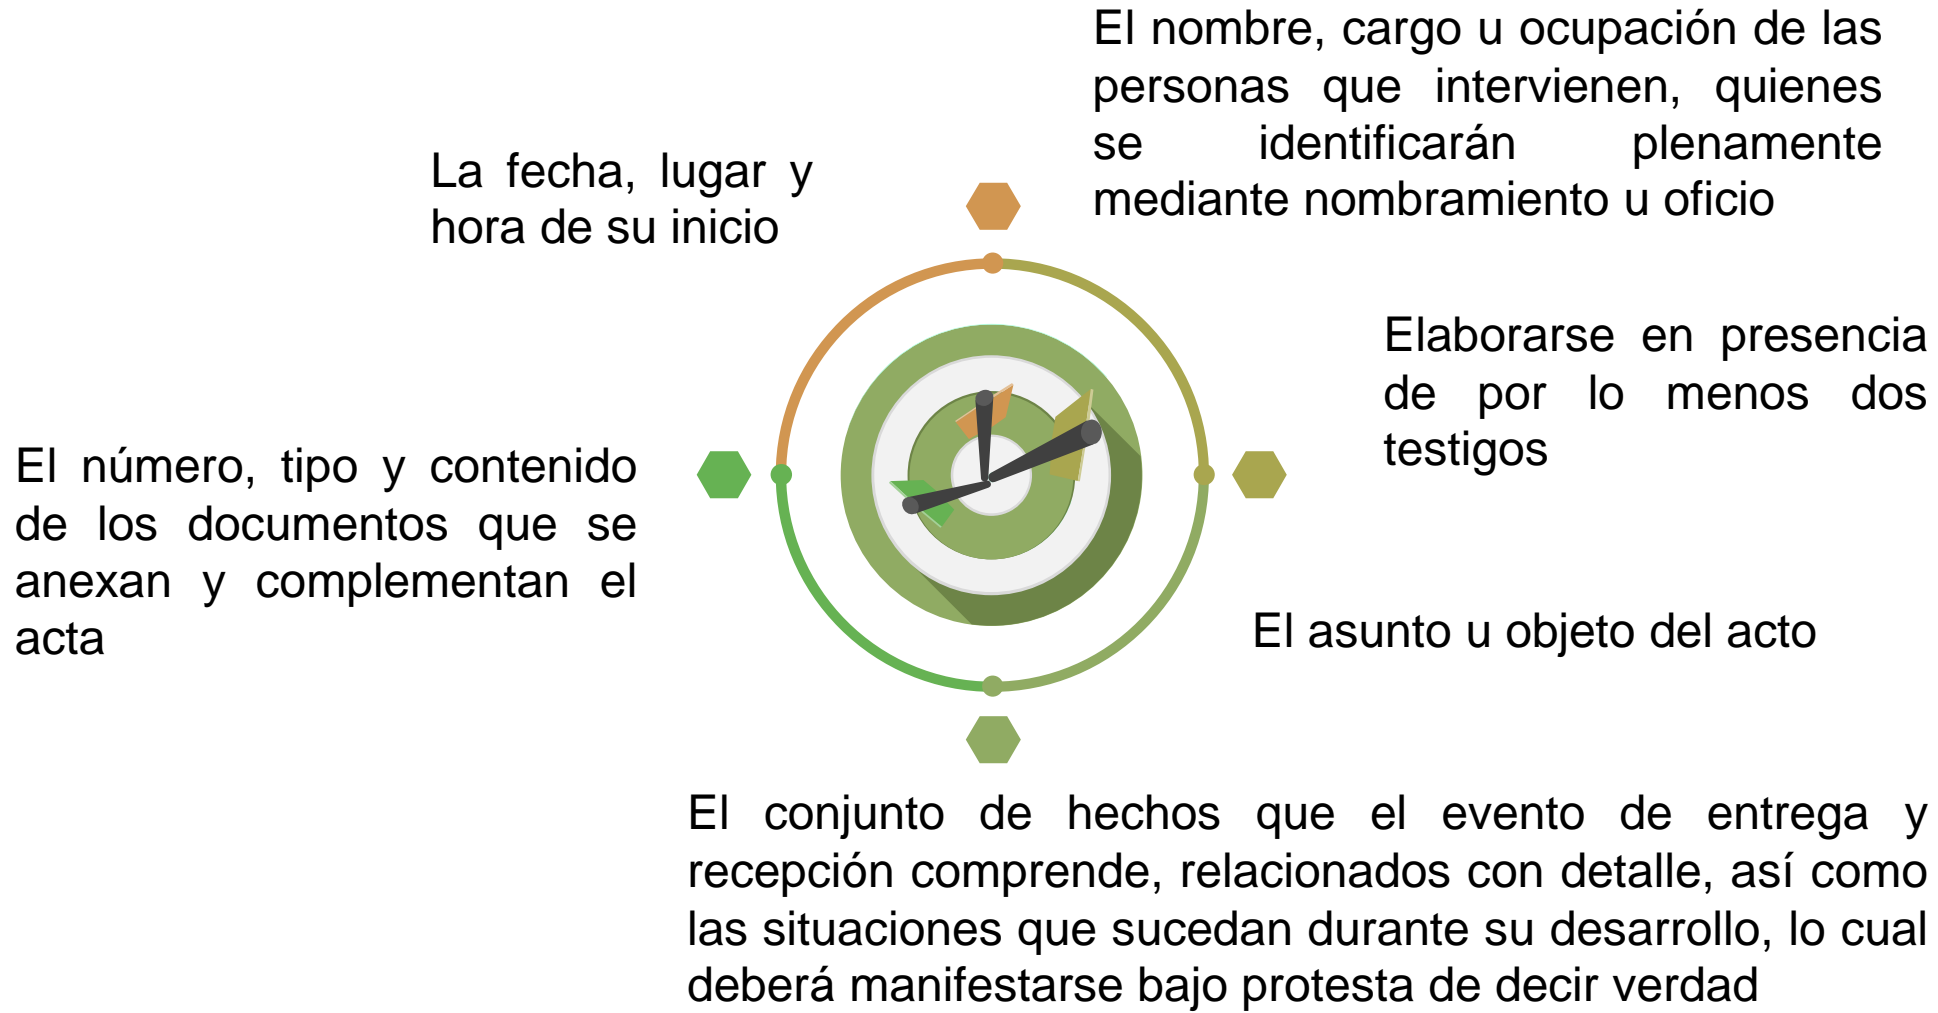 La fecha, lugar y
hora de su inicio
El nombre, cargo u ocupación de las
personas que intervienen, quienes
se identificarán plenamente
mediante nombramiento u oficio
Elaborarse en presencia
de por lo menos dos
testigos
El asunto u objeto del acto
El conjunto de hechos que el evento de entrega y
recepción comprende, relacionados con detalle, así como
las situaciones que sucedan durante su desarrollo, lo cual
deberá manifestarse bajo protesta de decir verdad
El número, tipo y contenido
de los documentos que se
anexan y complementan el
acta